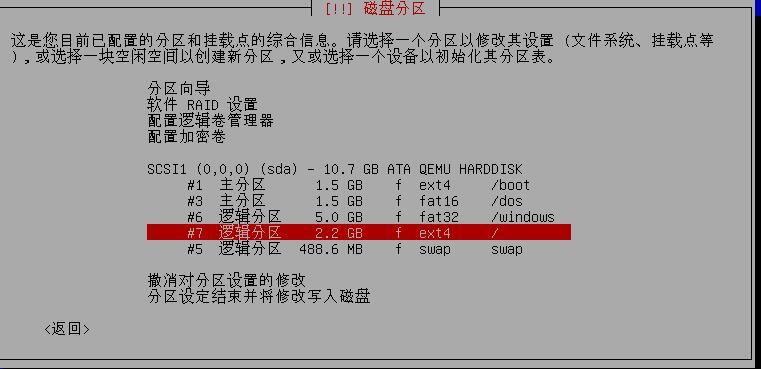 [!!] 磁盘分区
这是您目前已配置的分区和挂载点的综合信息。请选择一个分区以修改其设置 (文件系统、挂载点等
),或选择一块空闲空间以创建新分区,又或选择一个设备以初始化其分区表。
分区向导
软件 RAID 设置
配置逻辑卷管理器
配置加密卷
SCSI1 (0,0,0) (sda) - 10.7 GB ATA QEMU HARDDISK
#1 主分区 1.5 GB f ext4 /boot
#3 主分区 1.5 GB f fat16 /dos
#6 逻辑分区 5.0 GB f fat32 /windows
#7 逻辑分区 2.2 GB f ext4 /
#5 逻辑分区 488.6 MB f swap swap
撤消对分区设置的修改
分区设定结束并将修改写入磁盘
<返回>